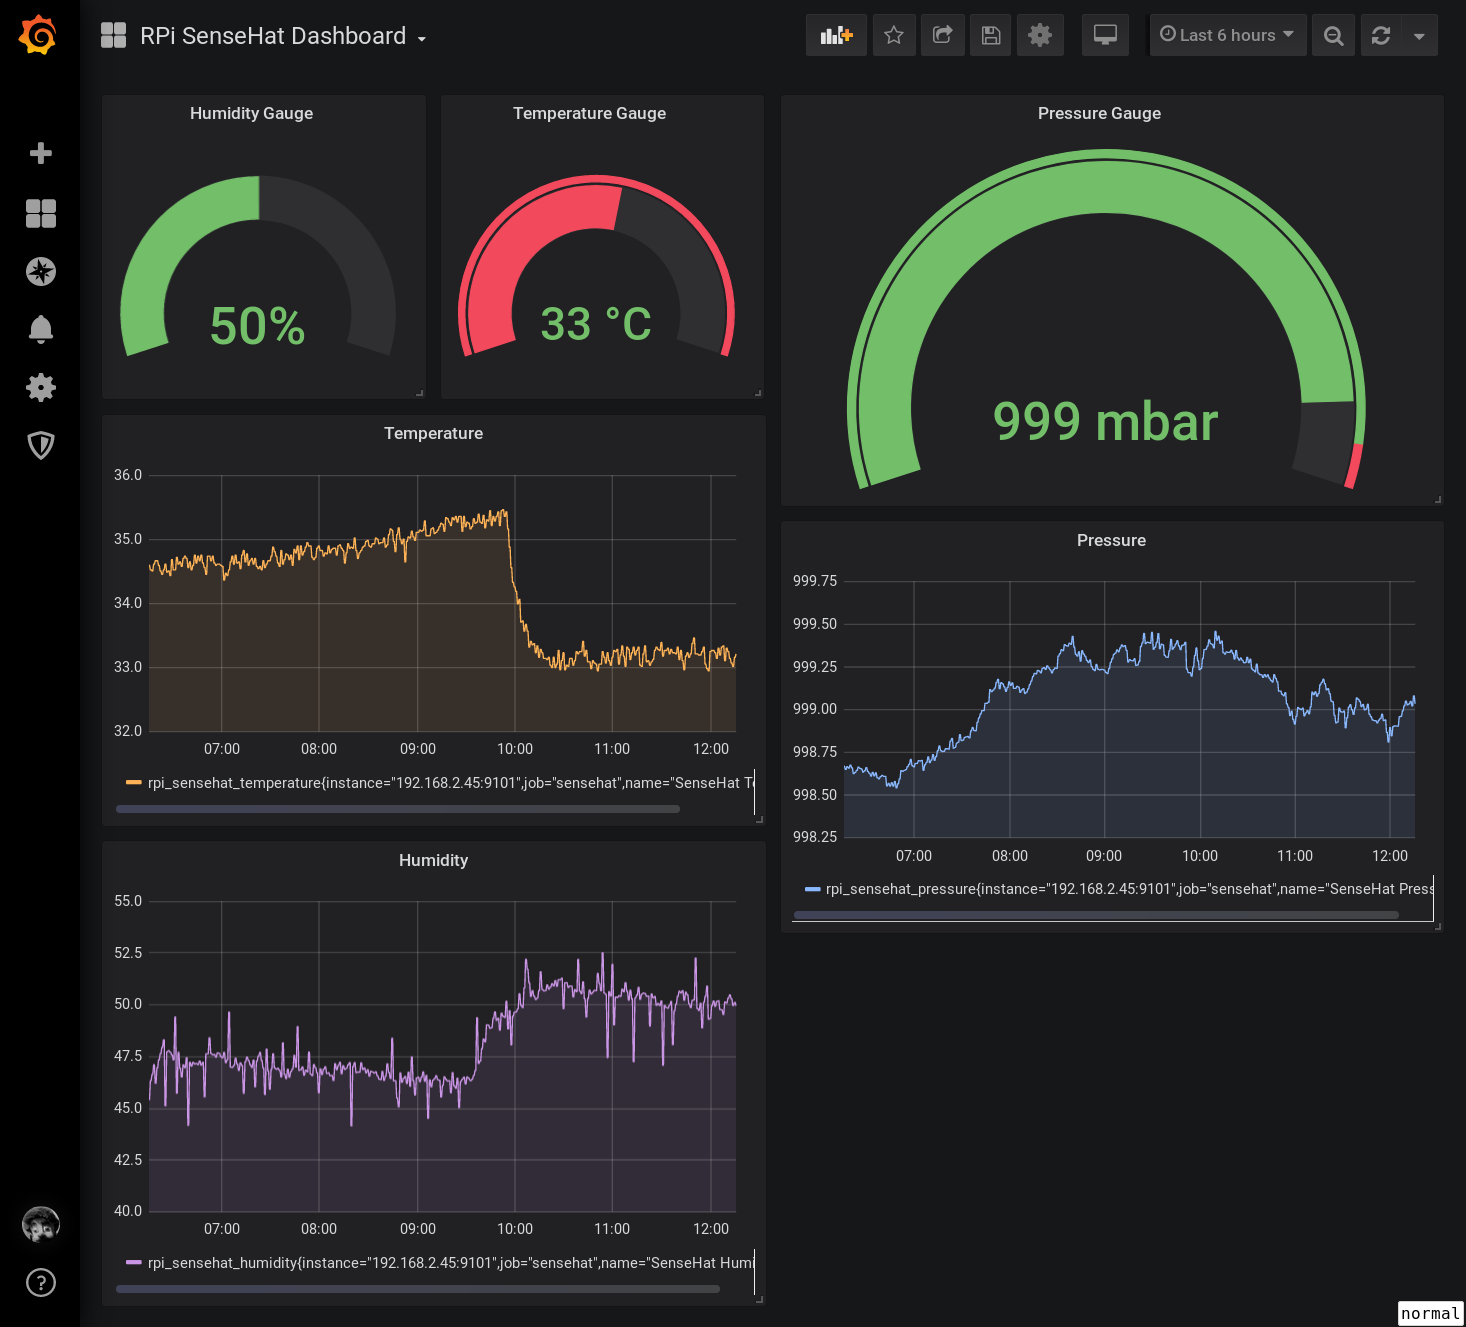 RPi SenseHat Dashboard
Last 6 hours
Humidity Gauge
50%
Temperature Gauge
33 °C
Pressure Gauge
999 mbar
Temperature
36.0
35.0
34.0
33.0
32.0
07:00 08:00 09:00 10:00 11:00 12:00
rpi_sensehat_temperature{instance="192.168.2.45:9101",job="sensehat",name="SenseHat
Pressure
999.75
999.50
999.25
999.00
998.75
998.50
998.25
07:00 08:00 09:00 10:00 11:00 12:00
rpi_sensehat_pressure{instance="192.168.2.45:9101",job="sensehat",name="SenseHat Press
Humidity
55.0
52.5
50.0
47.5
45.0
42.5
40.0
07:00 08:00 09:00 10:00 11:00 12:00
rpi_sensehat_humidity{instance="192.168.2.45:9101",job="sensehat",name="SenseHat Humi
?
normal